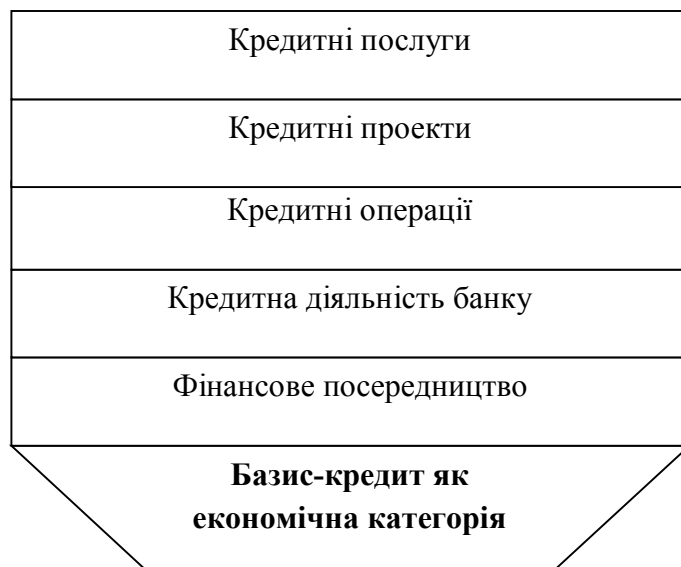 Кредитні послуги
Кредитні проекти
Кредитні операції
Кредитна діяльність банку
Фінансове посередництво
Базис-кредит як
економічна категорія